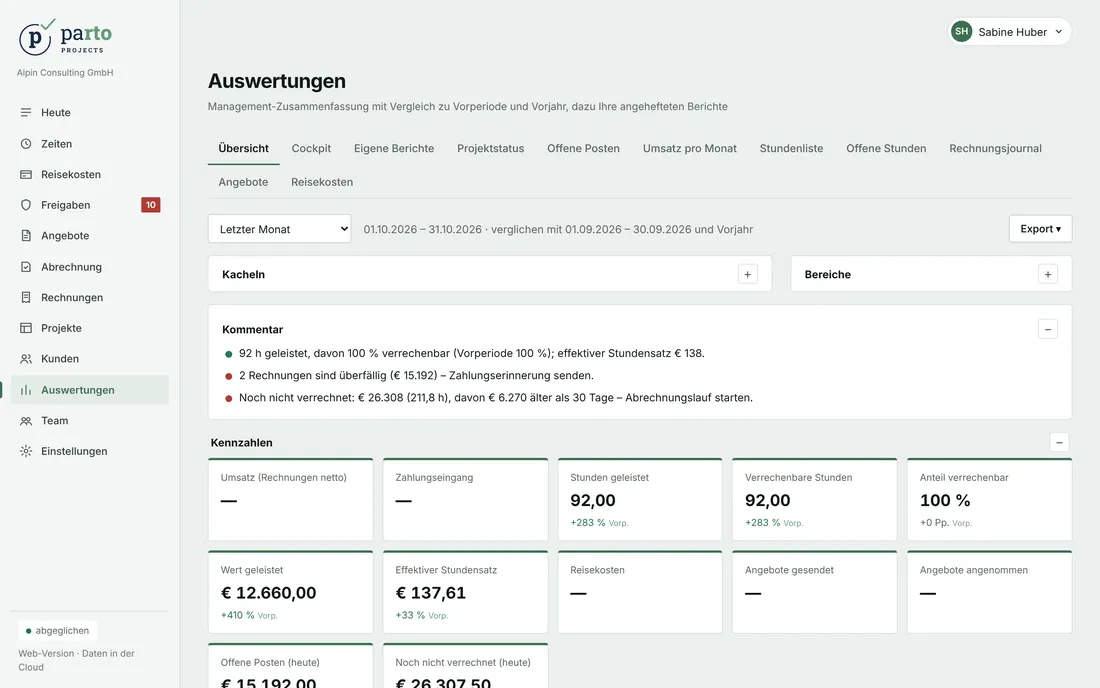 parto
PROJECTS
Alpin Consulting GmbH
Heute
Zeiten
Reisekosten
Freigaben 10
Angebote
Abrechnung
Rechnungen
Projekte
Kunden
Auswertungen
Team
Einstellungen
abgeglichen
Web-Version · Daten in der
Cloud
SH Sabine Huber
Auswertungen
Management-Zusammenfassung mit Vergleich zu Vorperiode und Vorjahr, dazu Ihre angehefteten Berichte
Übersicht Cockpit Eigene Berichte Projektstatus Offene Posten Umsatz pro Monat Stundenliste Offene Stunden Rechnungsjournal
Angebote Reisekosten
Letzter Monat 01.10.2026 – 31.10.2026 · verglichen mit 01.09.2026 – 30.09.2026 und Vorjahr Export ▾
Kacheln + Bereiche +
Kommentar –
92 h geleistet, davon 100 % verrechenbar (Vorperiode 100 %); effektiver Stundensatz € 138.
2 Rechnungen sind überfällig (€ 15.192) – Zahlungserinnerung senden.
Noch nicht verrechnet: € 26.308 (211,8 h), davon € 6.270 älter als 30 Tage – Abrechnungslauf starten.
Kennzahlen –
Umsatz (Rechnungen netto) Zahlungseingang Stunden geleistet Verrechenbare Stunden Anteil verrechenbar
— — 92,00 92,00 100 %
+283 % Vorp. +283 % Vorp. +0 Pp. Vorp.
Wert geleistet Effektiver Stundensatz Reisekosten Angebote gesendet Angebote angenommen
€ 12.660,00 € 137,61 — — —
+410 % Vorp. +33 % Vorp.
Offene Posten (heute) Noch nicht verrechnet (heute)
€ 15.192,00 € 26.307,50